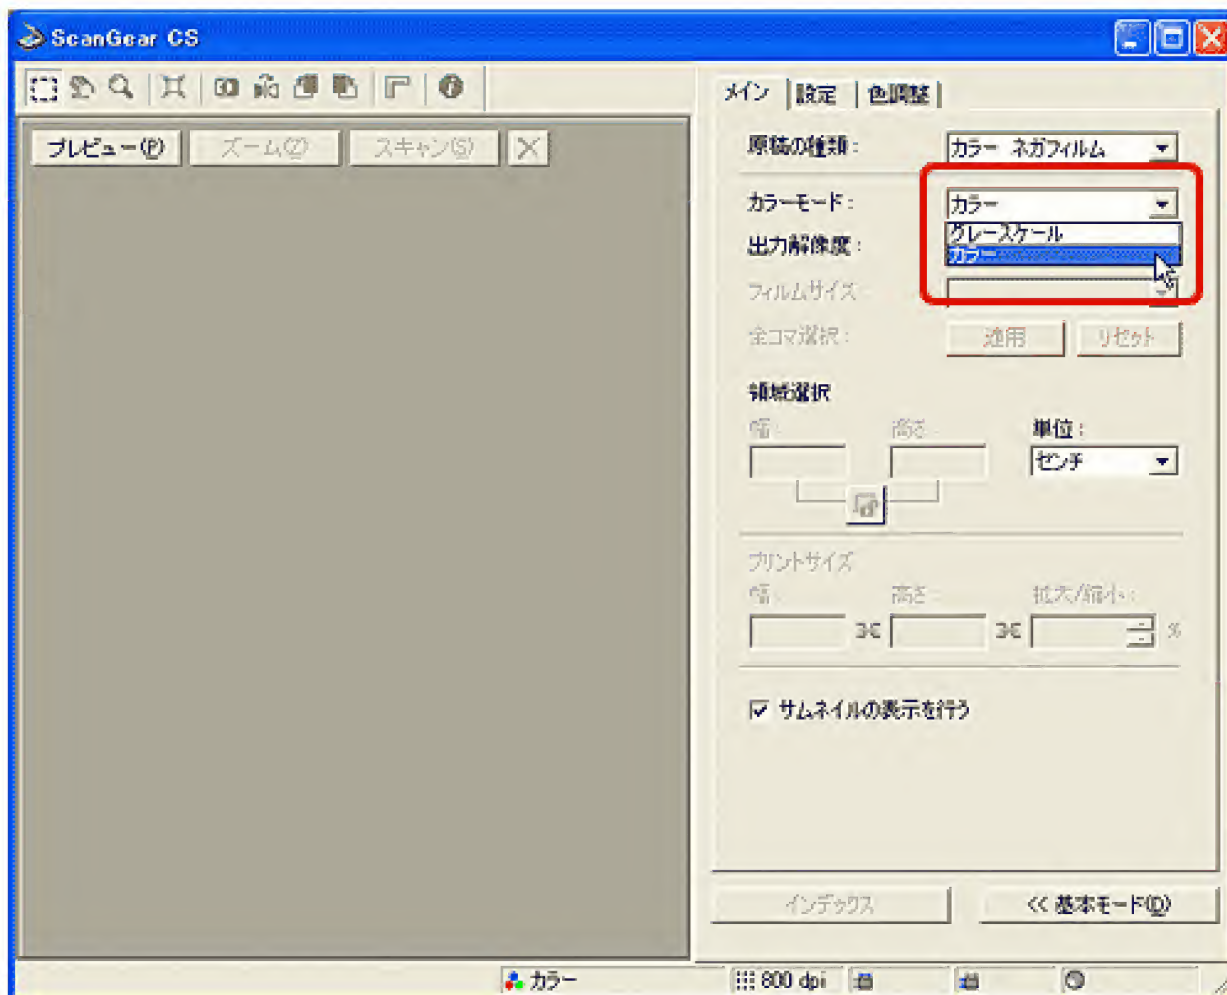 ScanGear CS
メイン 設定 色調整
プレビュー(P) ズーム(Z) スキャン(S)
原稿の種類： カラー ネガフィルム
カラーモード： カラー
グレースケール
カラー
出力解像度：
フィルムサイズ
全コマ選択： 適用 リセット
領域選択
幅： 高さ： 単位：
センチ
プリントサイズ
幅： 高さ： 拡大/縮小：
%
サムネイルの表示を行う
インデックス << 基本モード(D)
カラー 800 dpi